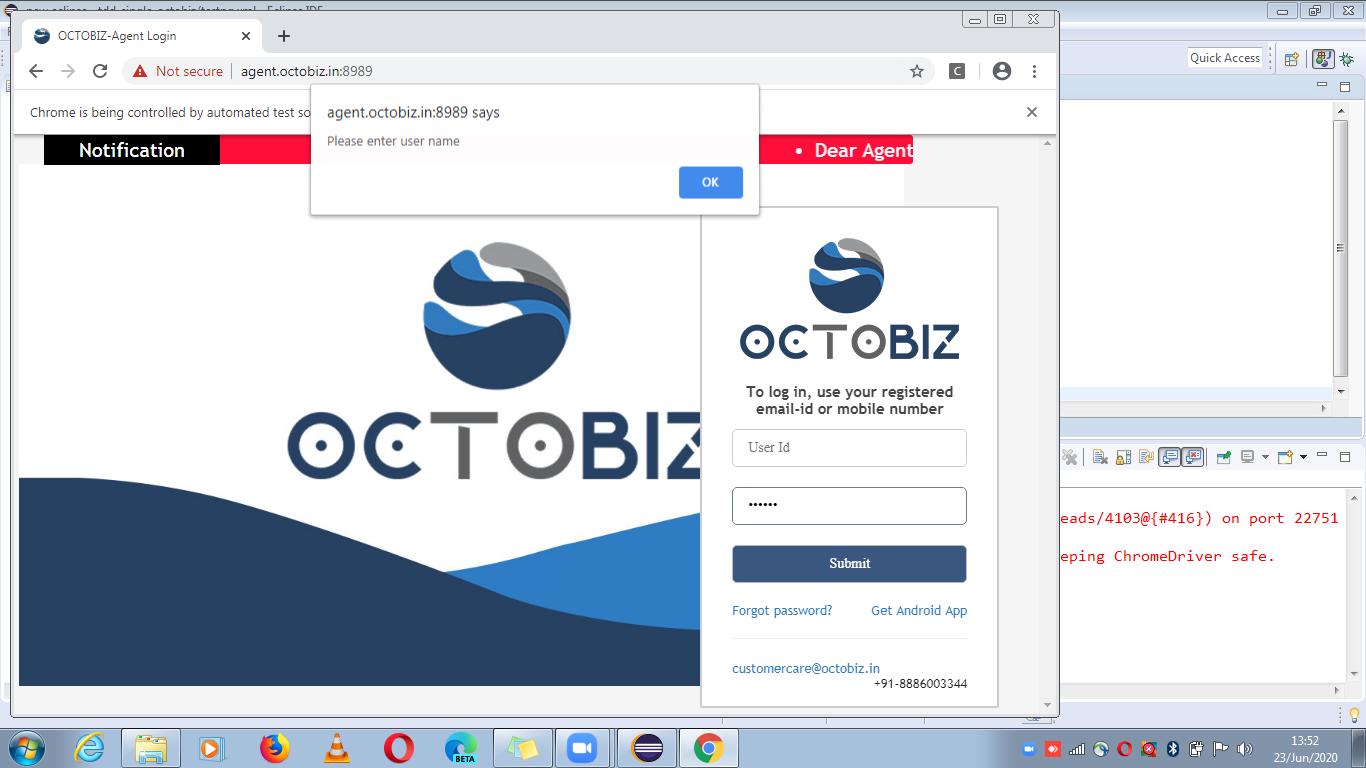 OCTOBIZ-Agent Login
Quick Access
Not secure
agent.octobiz.in:8989
C
Chrome is being controlled by automated test so
agent.octobiz.in:8989 says
Please enter user name
OK
Notification
• Dear Agent
OCTOBIZ
OCTOBIZ
To log in, use your registered
email-id or mobile number
User Id
Submit
Forgot password?
Get Android App
customercare@octobiz.in
+91-8886003344
eads/4103@{#416}) on port 22751
eping ChromeDriver safe.
BETA
13:52
23/Jun/2020